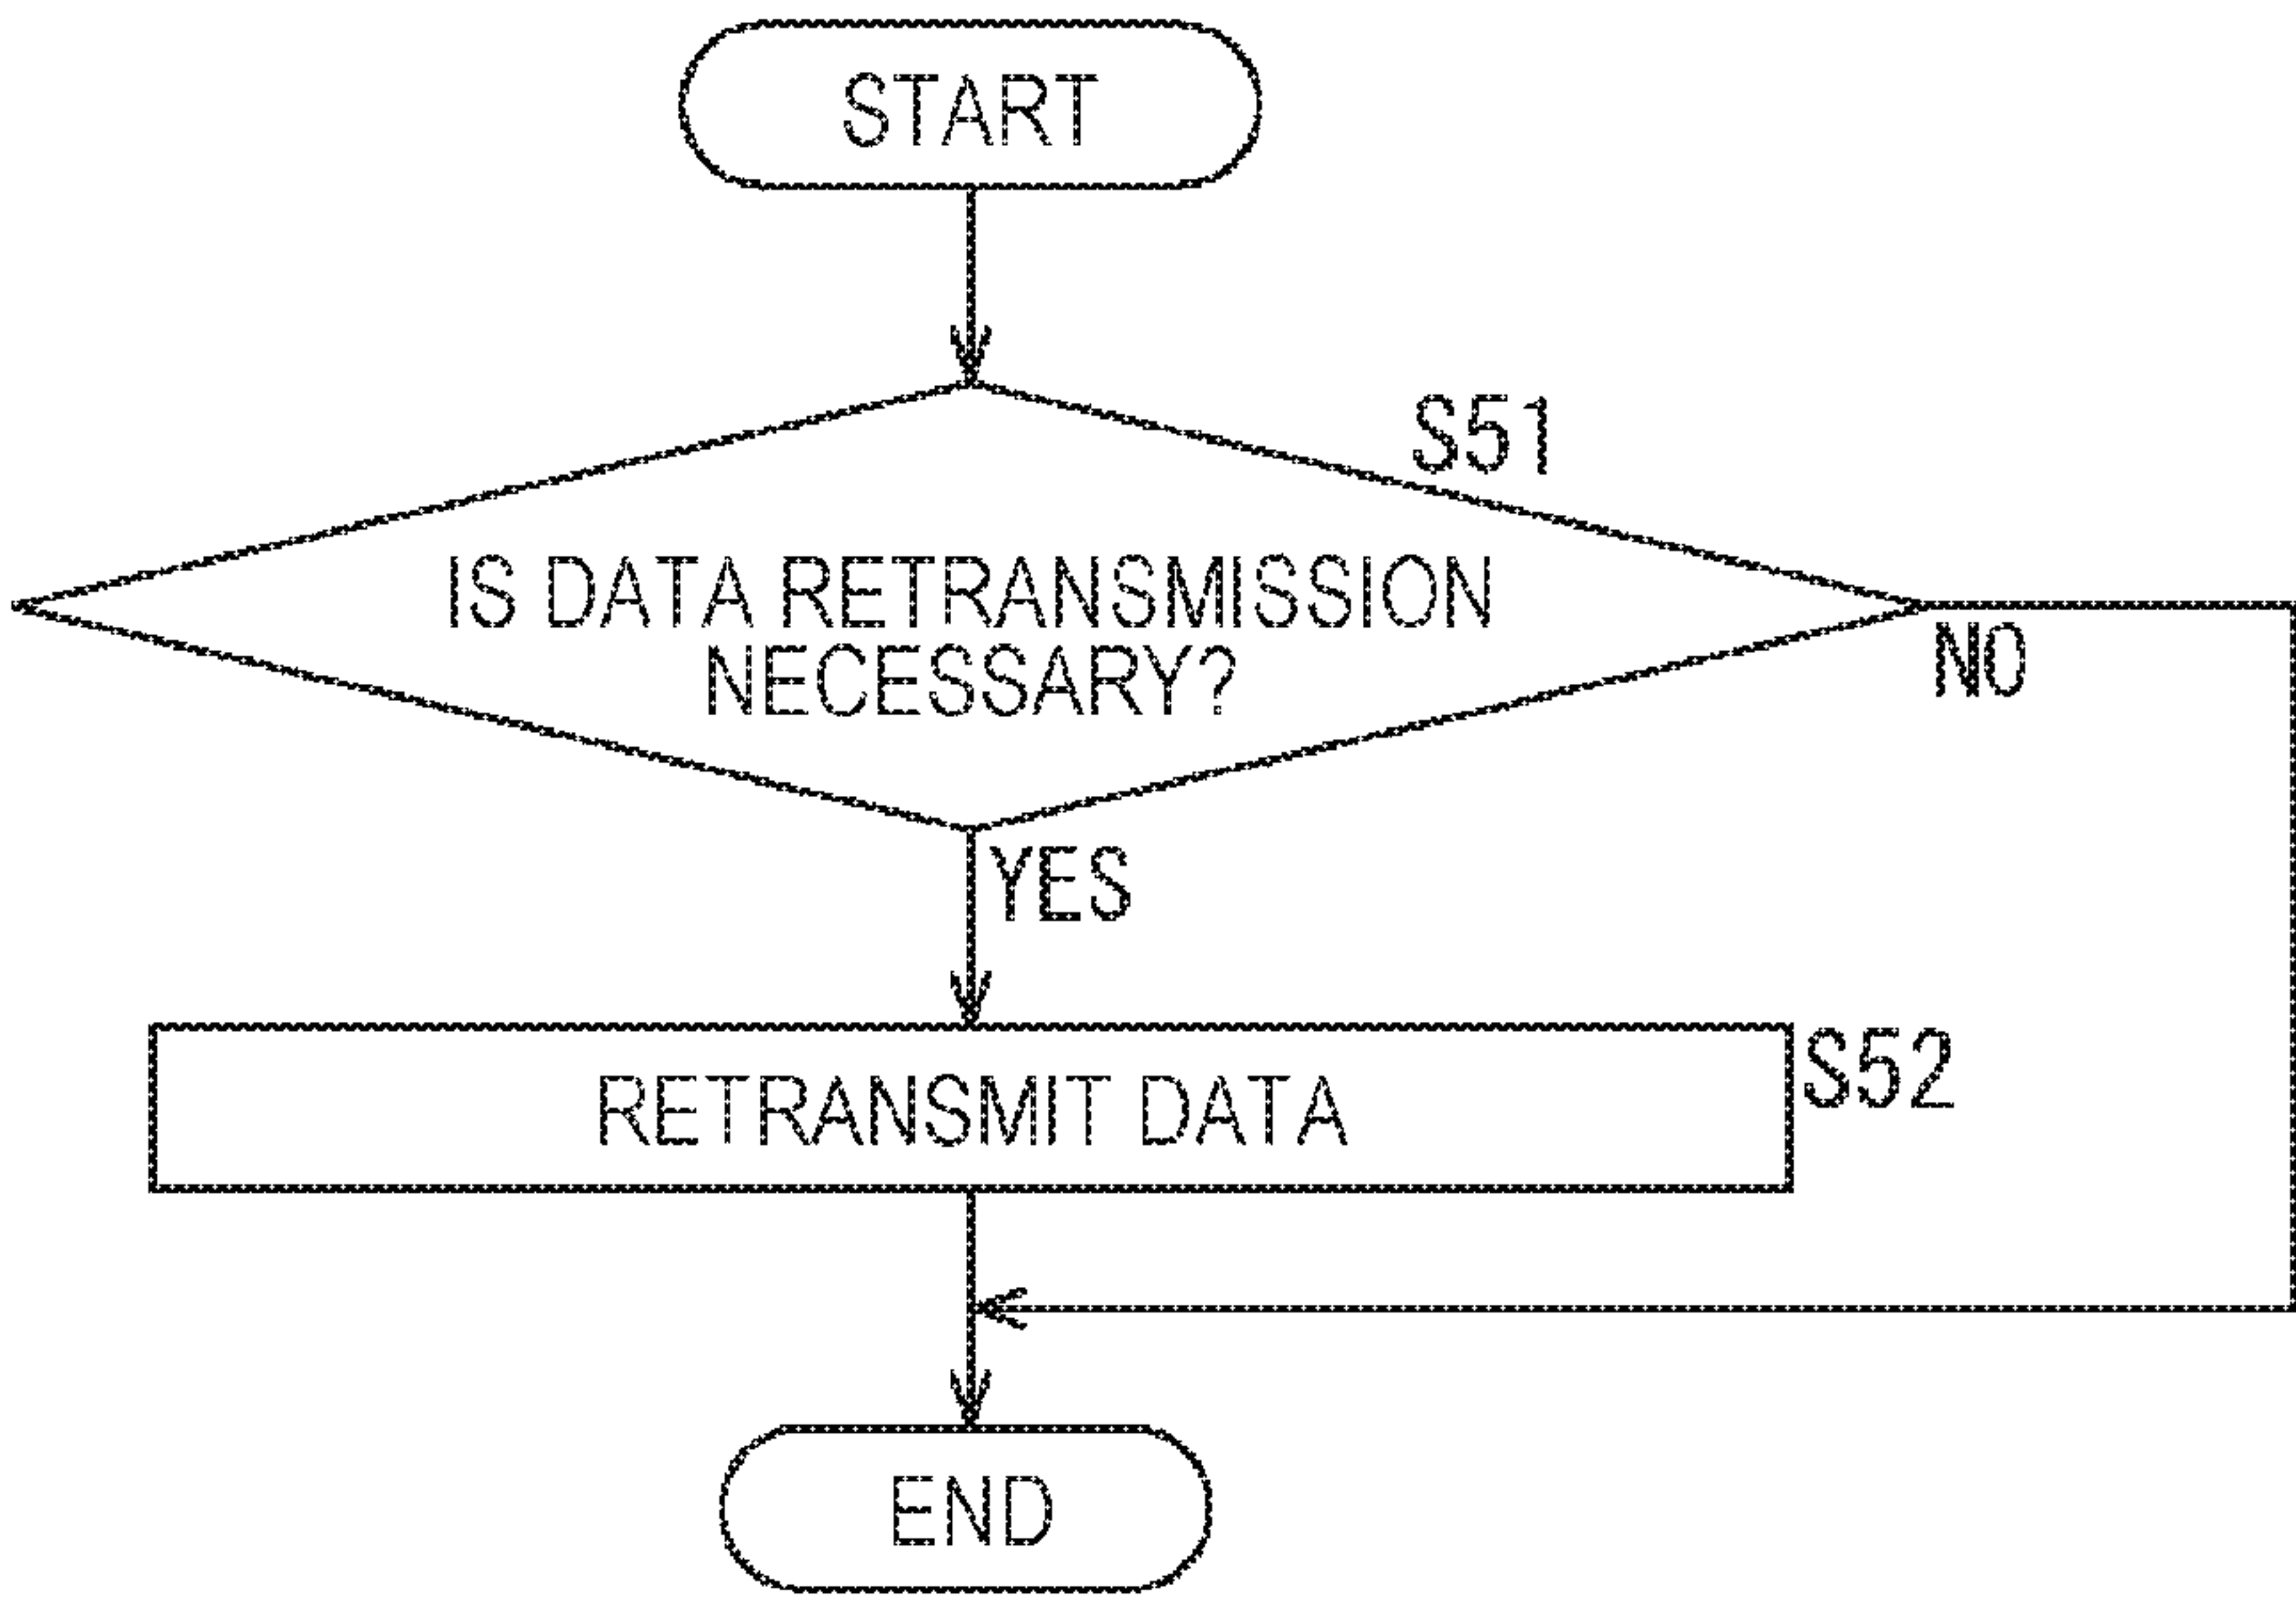 START
S51
IS DATA RETRANSMISSION
NECESSARY?
NO
YES
RETRANSMIT DATA
S52
END